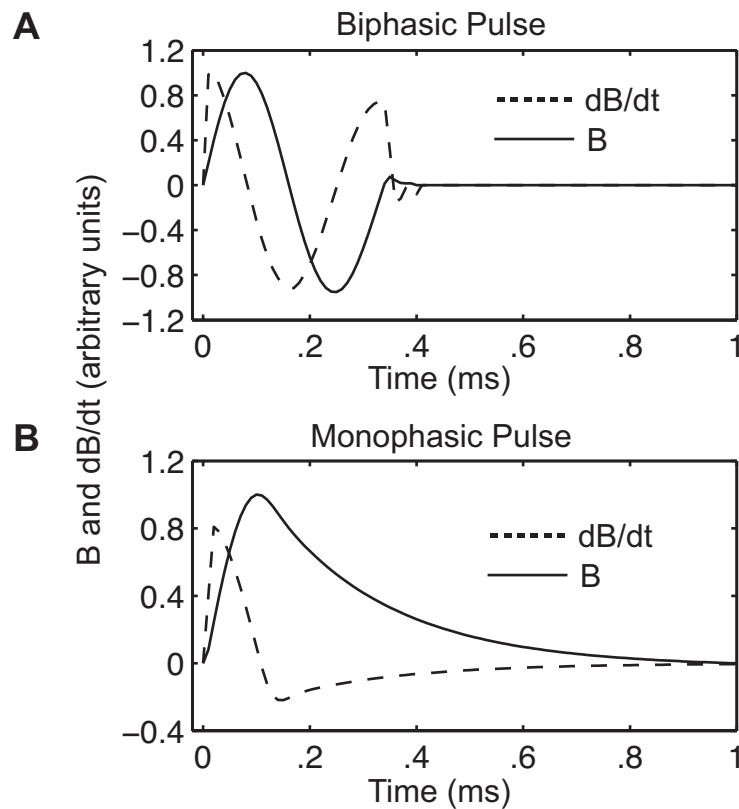 A
Biphasic Pulse
1.2
0.8
0.4
0
−0.4
−0.8
−1.2
dB/dt
B
0
.2
.4
.6
.8
1
Time (ms)
B and dB/dt (arbitrary units)
B
Monophasic Pulse
1.2
0.8
0.4
0
−0.4
dB/dt
B
0
.2
.4
.6
.8
1
Time (ms)